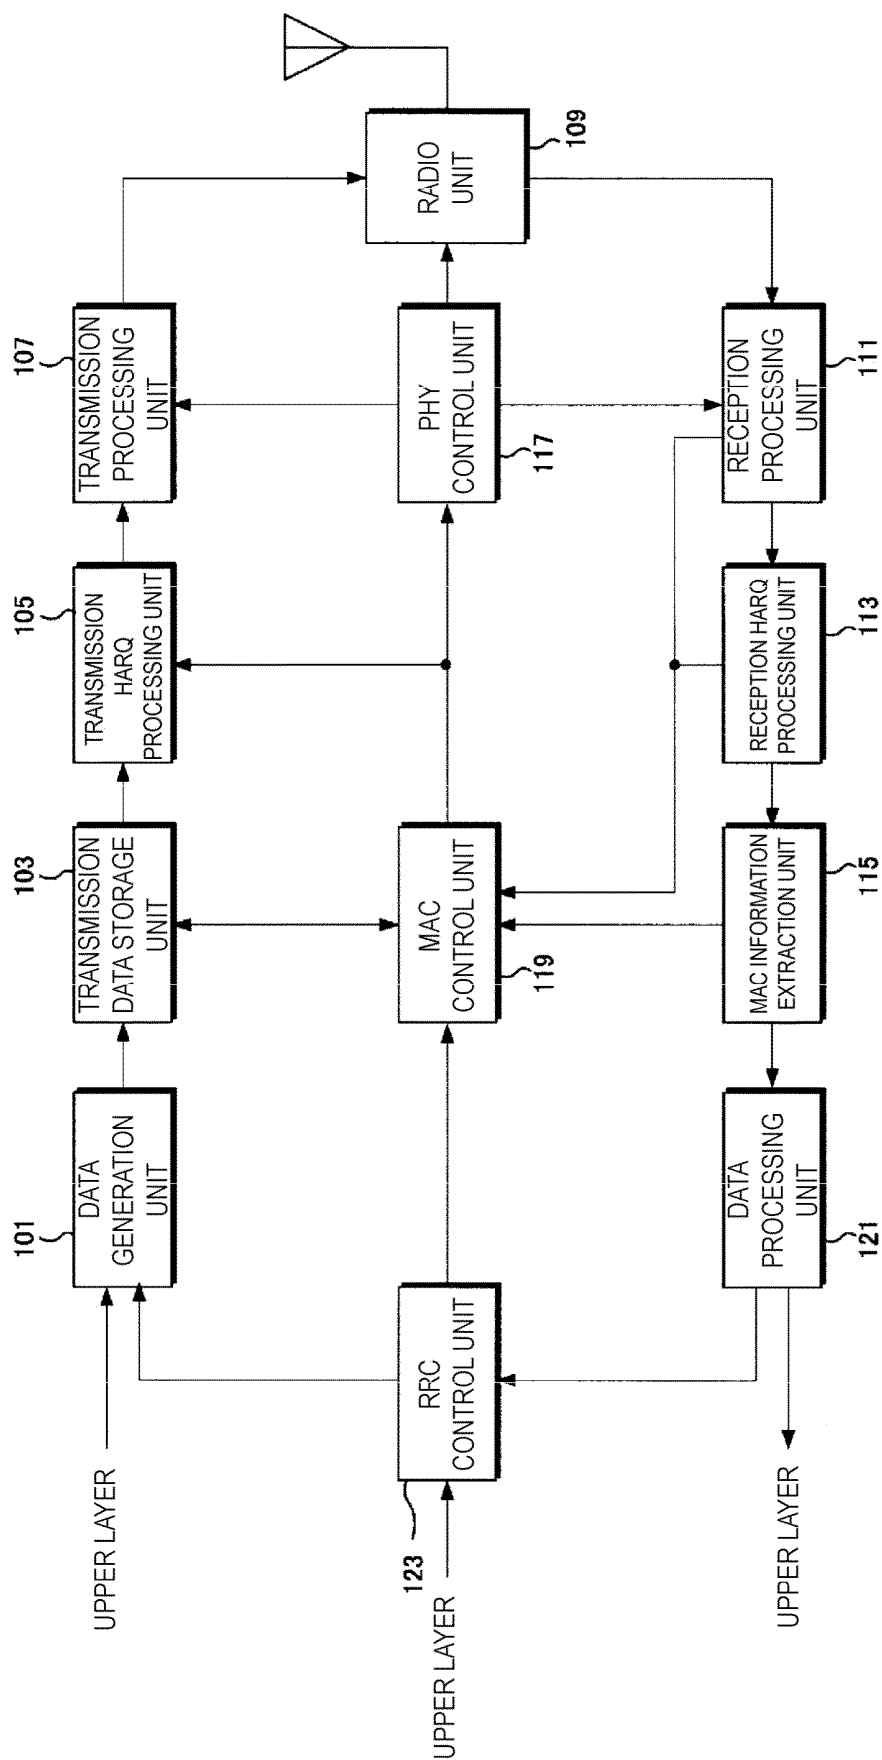 UPPER LAYER
101
DATA
GENERATION
UNIT
103
TRANSMISSION
DATA STORAGE
UNIT
105
TRANSMISSION
HARQ
PROCESSING UNIT
107
TRANSMISSION
PROCESSING
UNIT
UPPER LAYER
123
RRC
CONTROL UNIT
MAC
CONTROL UNIT
119
PHY
CONTROL UNIT
117
RADIO
UNIT
109
UPPER LAYER
DATA
PROCESSING
UNIT
121
MAC INFORMATION
EXTRACTION UNIT
115
RECEPTION HARQ
PROCESSING UNIT
113
RECEPTION
PROCESSING
UNIT
111